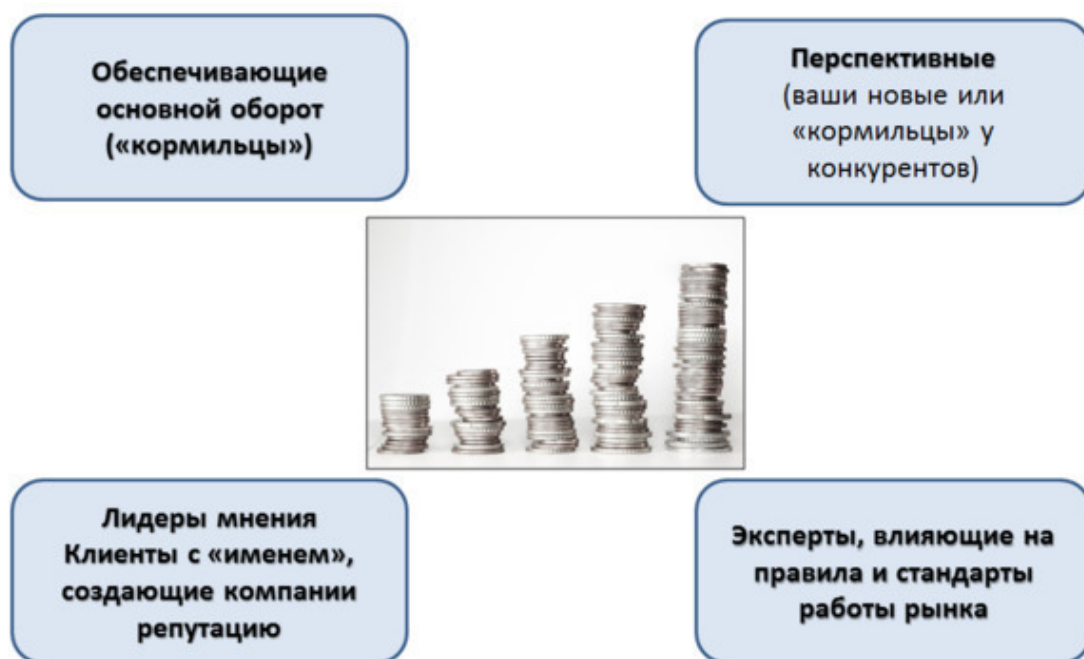 Обеспечивающие
основной оборот
(«кормильцы»)
Перспективные
(ваши новые или
«кормильцы» у
конкурентов)
Лидеры мнения
Клиенты с «именем»,
создающие компании
репутацию
Эксперты, влияющие на
правила и стандарты
работы рынка